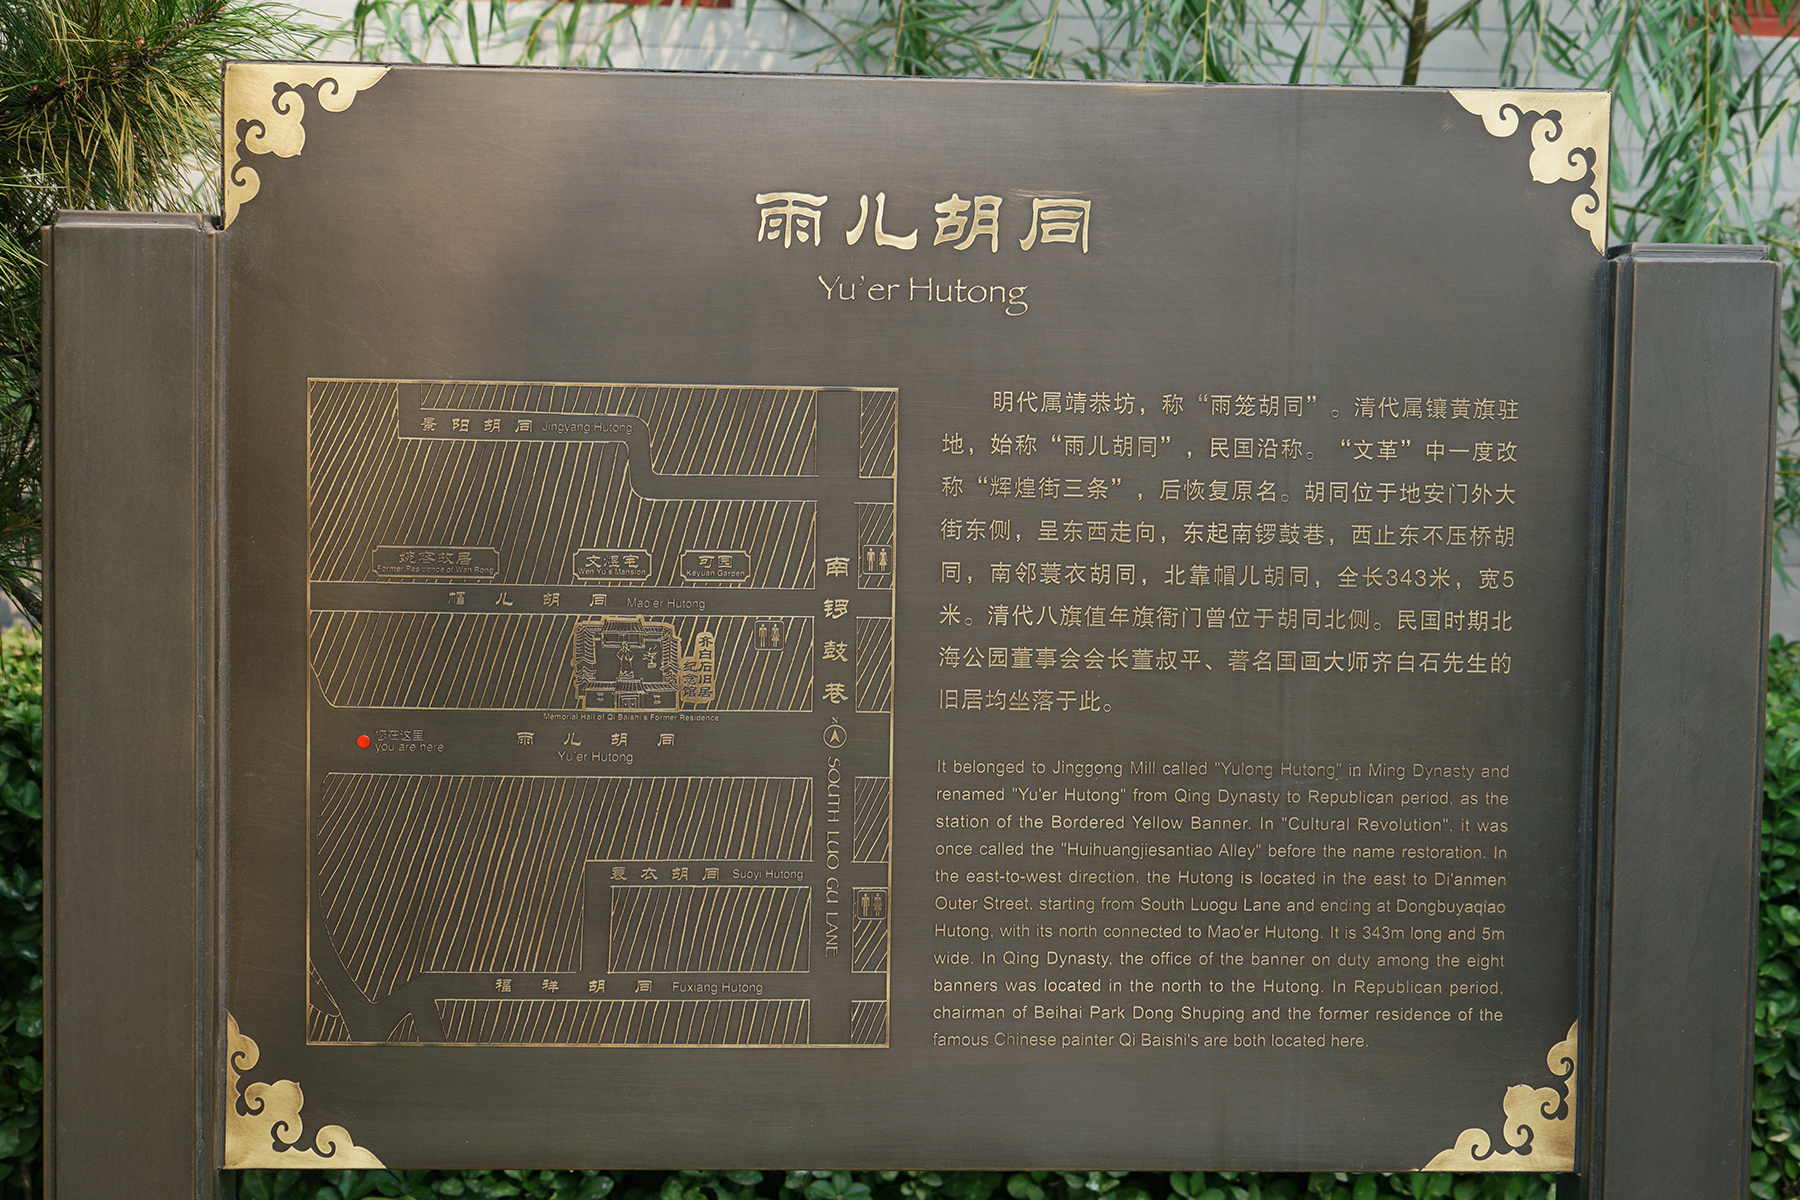 雨儿胡同
Yu'er Hutong
景阳胡同 Jingyang Hutong
婉容故居
Former Residence of Wan Rong
文煜宅
Wen Yu's Mansion
可园
Keyuan Garden
帽儿胡同 Mao'er Hutong
齐白石旧居
纪念馆
Memorial Hall of Qi Baishi's Former Residence
您在这里
you are here
雨儿胡同
Yu'er Hutong
南锣鼓巷
N
SOUTH LUO GU LANE
蓑衣胡同 Suoyi Hutong
福祥胡同 Fuxiang Hutong
明代属靖恭坊，称“雨笼胡同”。清代属镶黄旗驻
地，始称“雨儿胡同”，民国沿称。“文革”中一度改
称“辉煌街三条”，后恢复原名。胡同位于地安门外大
街东侧，呈东西走向，东起南锣鼓巷，西止东不压桥胡
同，南邻蓑衣胡同，北靠帽儿胡同，全长343米，宽5
米。清代八旗值年旗衙门曾位于胡同北侧。民国时期北
海公园董事会会长董叔平、著名国画大师齐白石先生的
旧居均坐落于此。
It belonged to Jinggong Mill called "Yulong Hutong" in Ming Dynasty and
renamed "Yu'er Hutong" from Qing Dynasty to Republican period, as the
station of the Bordered Yellow Banner. In "Cultural Revolution", it was
once called the "Huihuangjiesantiao Alley" before the name restoration. In
the east-to-west direction, the Hutong is located in the east to Di'anmen
Outer Street, starting from South Luogu Lane and ending at Dongbuyaqiao
Hutong, with its north connected to Mao'er Hutong. It is 343m long and 5m
wide. In Qing Dynasty, the office of the banner on duty among the eight
banners was located in the north to the Hutong. In Republican period,
chairman of Beihai Park Dong Shuping and the former residence of the
famous Chinese painter Qi Baishi's are both located here.